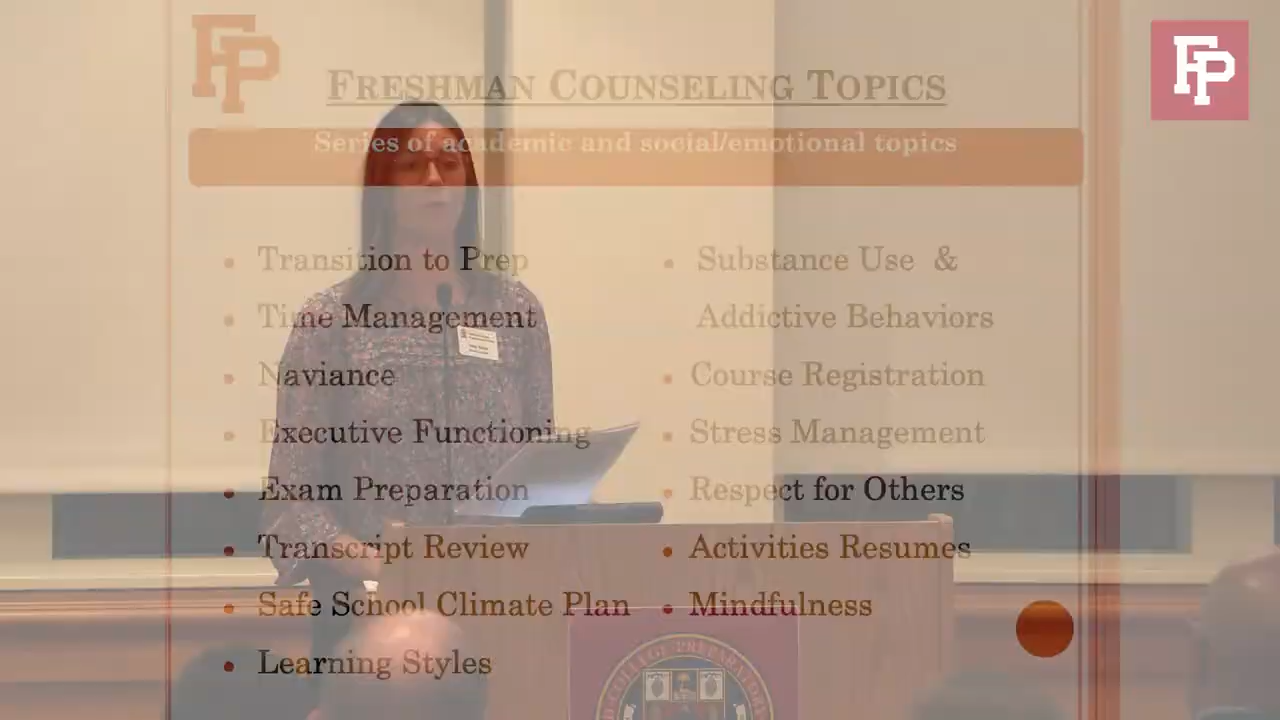 FP
FP
FRESHMAN COUNSELING TOPICS
Series of academic and social/emotional topics
• Transition to Prep
• Time Management
• Naviance
• Executive Functioning
• Exam Preparation
• Transcript Review
• Safe School Climate Plan
• Learning Styles
• Substance Use &
Addictive Behaviors
• Course Registration
• Stress Management
• Respect for Others
• Activities Resumes
• Mindfulness
COLLEGE PREPARATORY